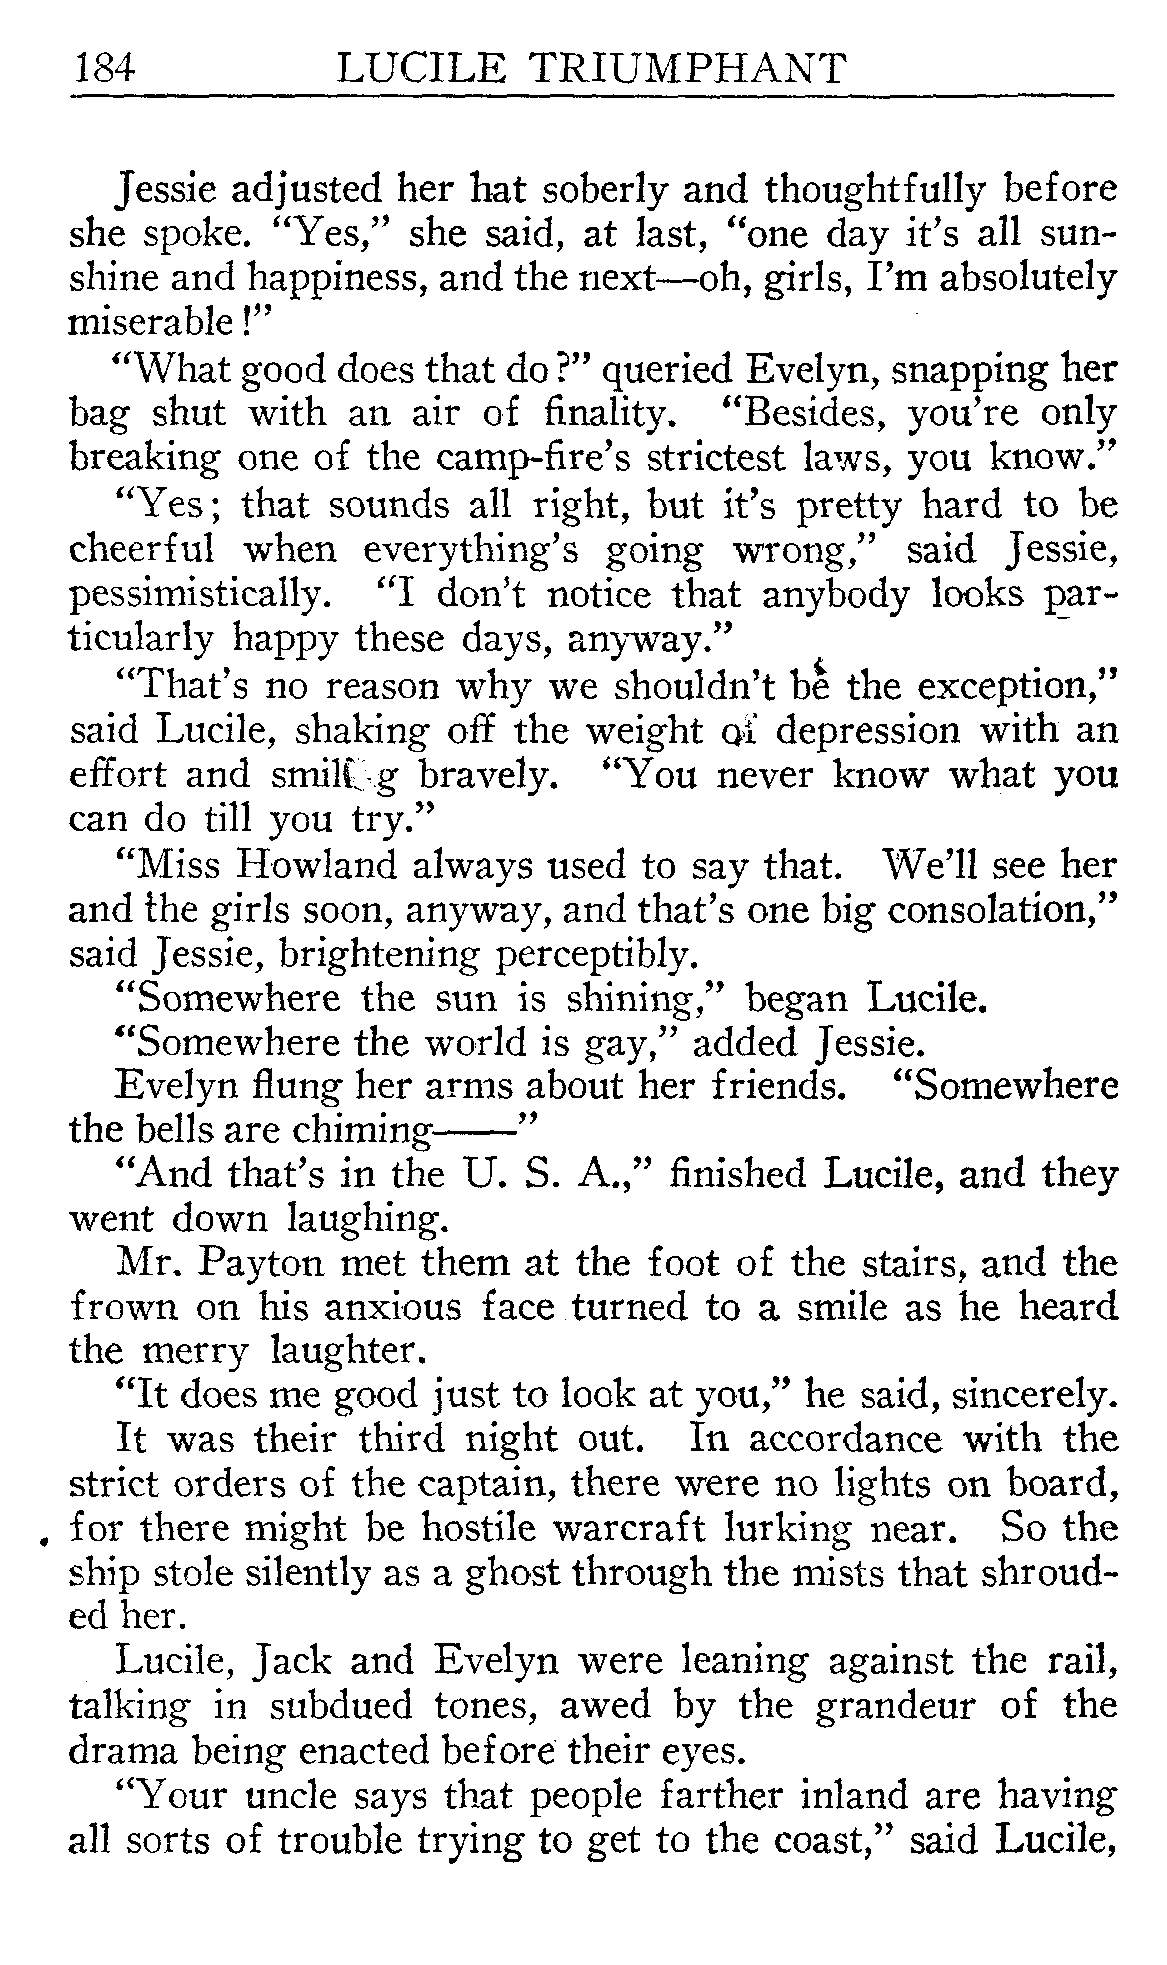 184 LUCILE TRIUMPHANT
Jessie adjusted her hat soberly and thoughtfully before
she spoke. “Yes,” she said, at last, “one day it’s all sun-
shine and happiness, and the next—oh, girls, I’m absolutely
miserable!”
“What good does that do?” queried Evelyn, snapping her
bag shut with an air of finality. “Besides, you’re only
breaking one of the camp-fire’s strictest laws, you know.”
“Yes; that sounds all right, but it’s pretty hard to be
cheerful when everything’s going wrong,” said Jessie,
pessimistically. “I don’t notice that anybody looks par-
ticularly happy these days, anyway.”
“That’s no reason why we shouldn’t be the exception,”
said Lucile, shaking off the weight of depression with an
effort and smiling bravely. “You never know what you
can do till you try.”
“Miss Howland always used to say that. We’ll see her
and the girls soon, anyway, and that’s one big consolation,”
said Jessie, brightening perceptibly.
“Somewhere the sun is shining,” began Lucile.
“Somewhere the world is gay,” added Jessie.
Evelyn flung her arms about her friends. “Somewhere
the bells are chiming——”
“And that’s in the U. S. A.,” finished Lucile, and they
went down laughing.
Mr. Payton met them at the foot of the stairs, and the
frown on his anxious face turned to a smile as he heard
the merry laughter.
“It does me good just to look at you,” he said, sincerely.
It was their third night out. In accordance with the
strict orders of the captain, there were no lights on board,
for there might be hostile warcraft lurking near. So the
ship stole silently as a ghost through the mists that shroud-
ed her.
Lucile, Jack and Evelyn were leaning against the rail,
talking in subdued tones, awed by the grandeur of the
drama being enacted before their eyes.
“Your uncle says that people farther inland are having
all sorts of trouble trying to get to the coast,” said Lucile,